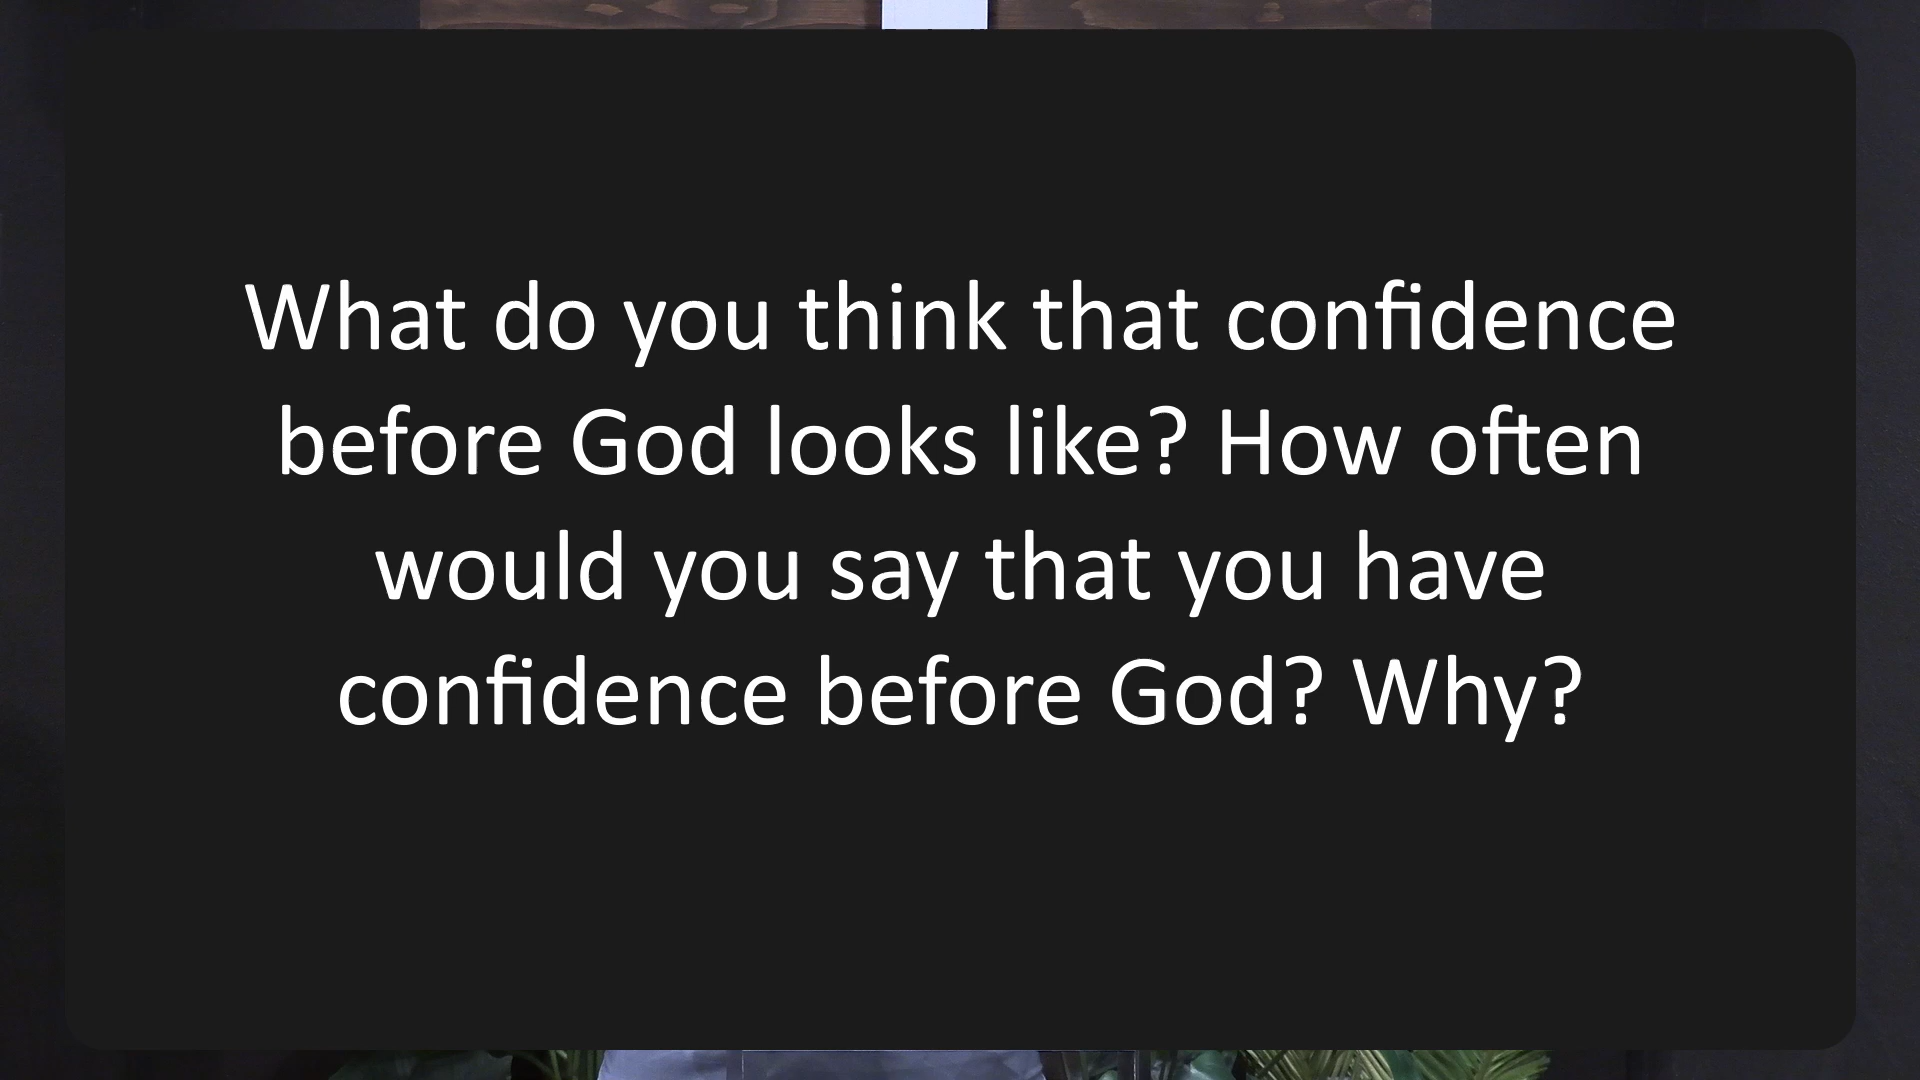 What do you think that confidence
before God looks like? How often
would you say that you have
confidence before God? Why?